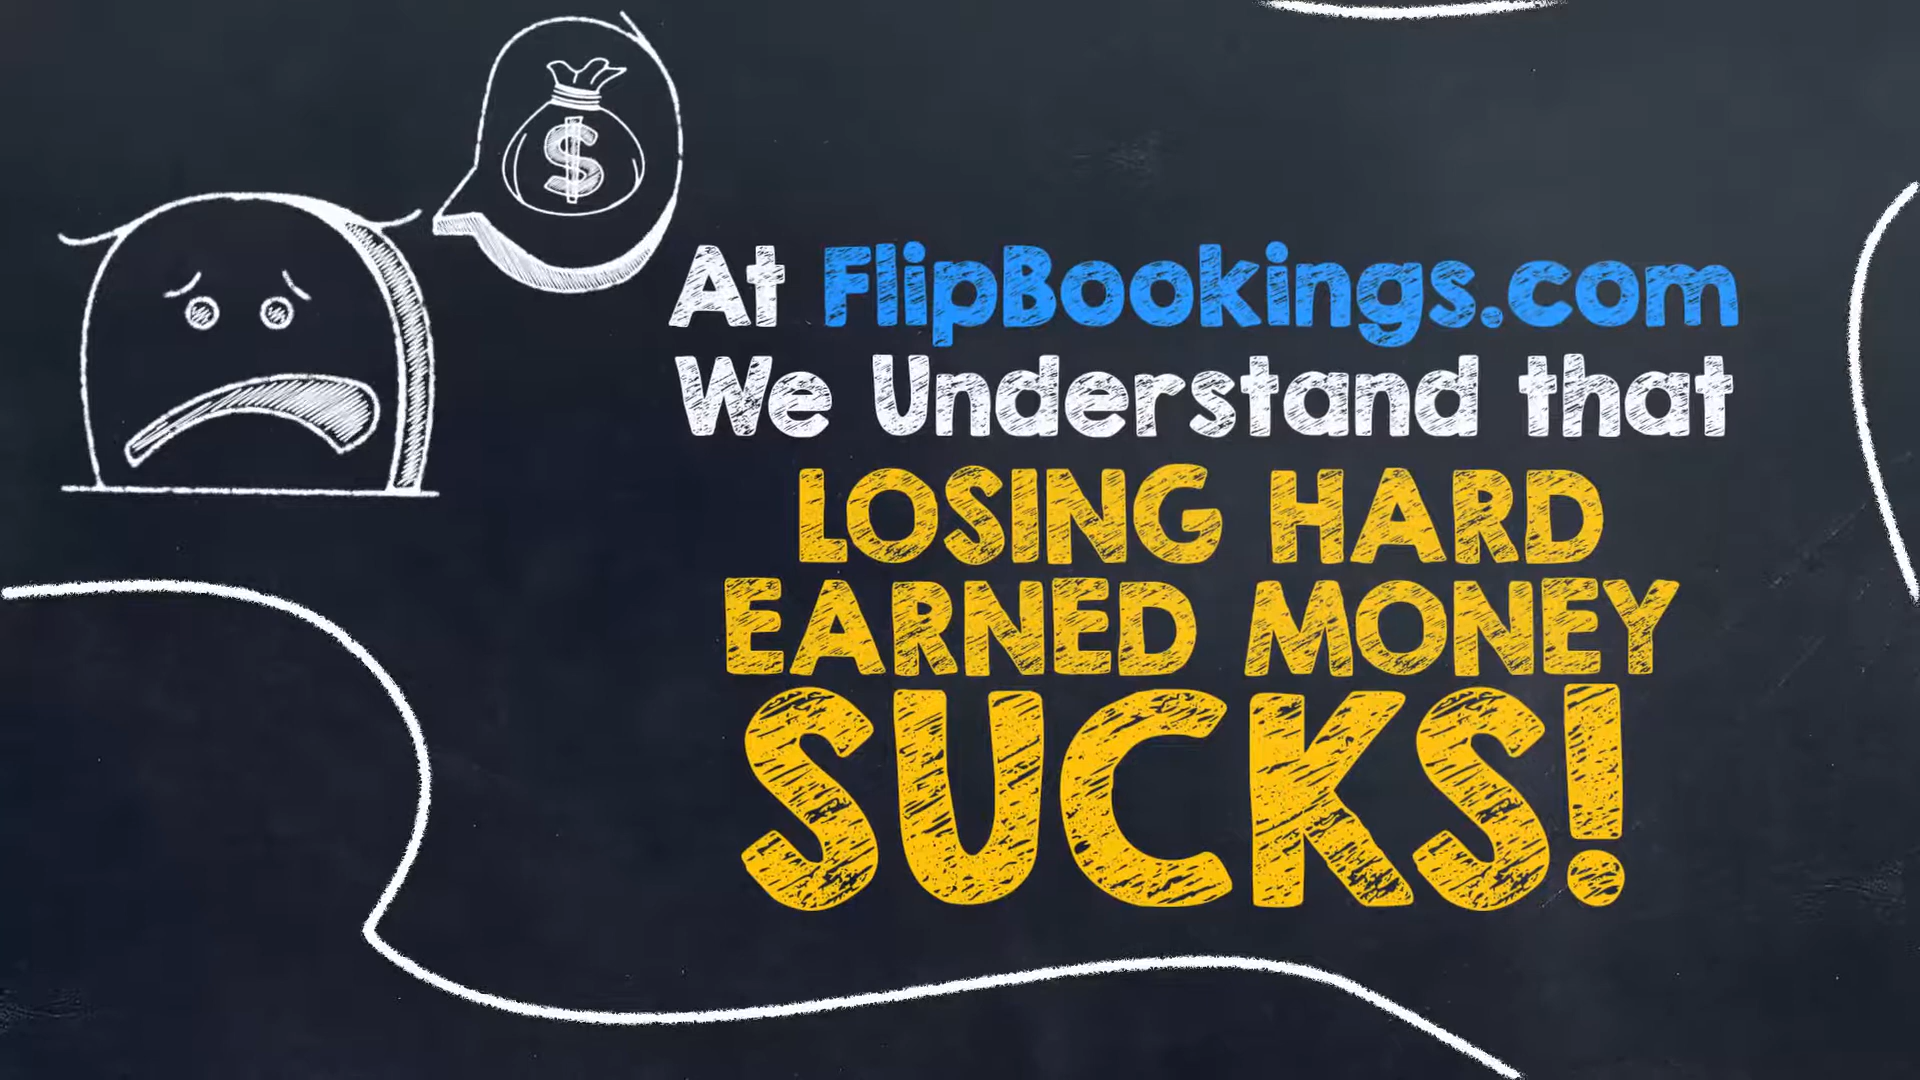 $
At FlipBookings.com
We Understand that
LOSING HARD
EARNED MONEY
SUCKS!